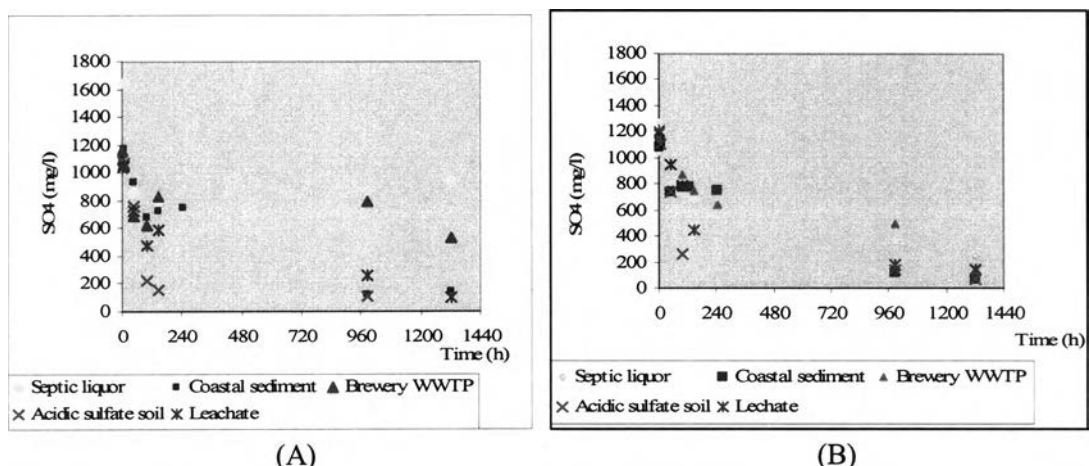 1800
1600
1400
1200
1000
800
600
400
200
0
SO4 (mg/l)
0 240 480 720 960 1200 1440
Time (h)
Septic liquor Coastal sediment Brewery WWTP
Acidic sulfate soil Leachate
(A)
1800
1600
1400
1200
1000
800
600
400
200
0
SO4 (mg/l)
0 240 480 720 960 1200 1440
Time (h)
Septic liquor Coastal sediment Brewery WWTP
Acidic sulfate soil Lechate
(B)